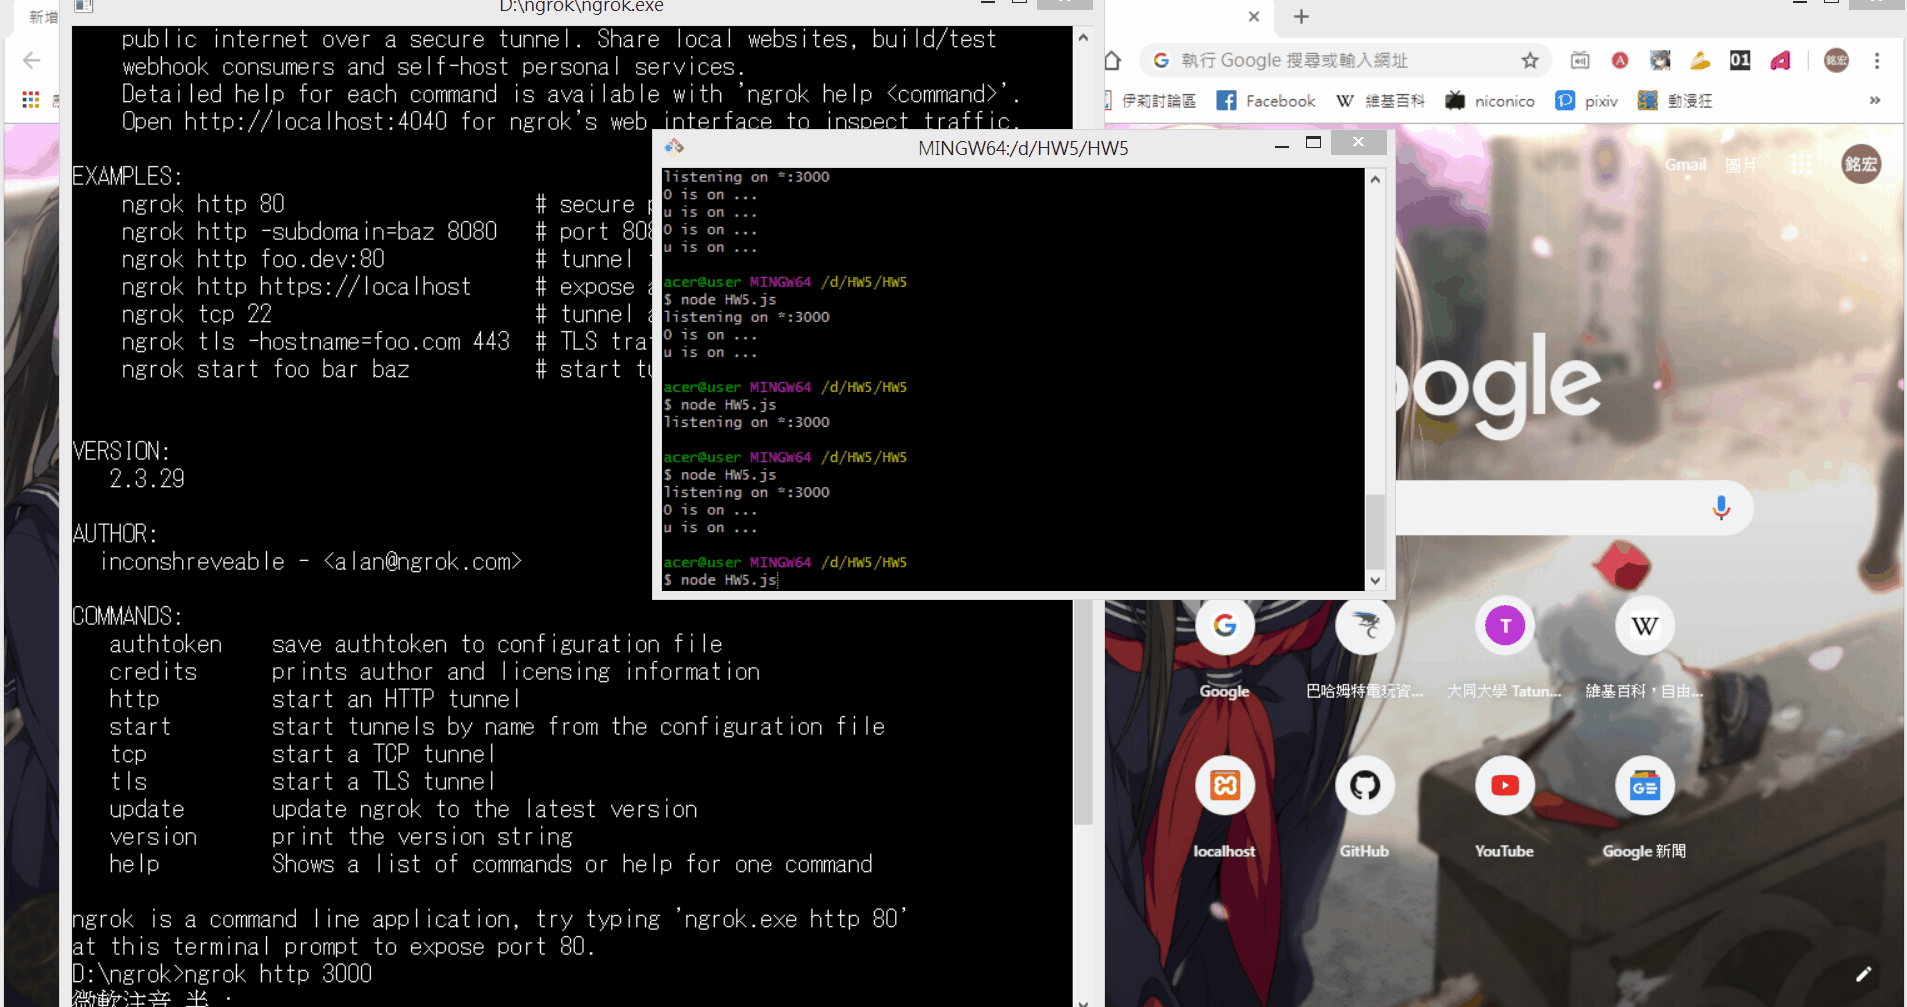 D:\ngrok\ngrok.exe
public internet over a secure tunnel. Share local websites, build/test
webhook consumers and self-host personal services.
Detailed help for each command is available with 'ngrok help <command>'.
Open http://localhost:4040 for ngrok's web interface to inspect traffic.
EXAMPLES:
ngrok http 80 # secure
ngrok http -subdomain=baz 8080 # port
ngrok http foo.dev:80 # tunnel
ngrok http https://localhost # expose
ngrok tcp 22 # tunnel
ngrok tls -hostname=foo.com 443 # TLS
ngrok start foo bar baz # start
VERSION:
2.3.29
AUTHOR:
inconshreveable - <alan@ngrok.com>
COMMANDS:
authtoken save authtoken to configuration file
credits prints author and licensing information
http start an HTTP tunnel
start start tunnels by name from the configuration file
tcp start a TCP tunnel
tls start a TLS tunnel
update update ngrok to the latest version
version print the version string
help Shows a list of commands or help for one command
ngrok is a command line application, try typing 'ngrok.exe http 80'
at this terminal prompt to expose port 80.
D:\ngrok>ngrok http 3000
微軟注音 半 :
MINGW64:/d/HW5/HW5
listening on *:3000
O is on ...
u is on ...
O is on ...
u is on ...
acer@user MINGW64 /d/HW5/HW5
$ node HW5.js
listening on *:3000
O is on ...
u is on ...
acer@user MINGW64 /d/HW5/HW5
$ node HW5.js
listening on *:3000
acer@user MINGW64 /d/HW5/HW5
$ node HW5.js
listening on *:3000
O is on ...
u is on ...
acer@user MINGW64 /d/HW5/HW5
$ node HW5.js
新增
執行 Google 搜尋或輸入網址
01
銘宏
伊莉討論區 Facebook W 維基百科 niconico pixiv 動漫狂 »
Gmail 圖片 銘宏
ogle
T W
Google 巴哈姆特電玩資... 大同大學 Tatun... 維基百科，自由...
localhost GitHub YouTube Google 新聞